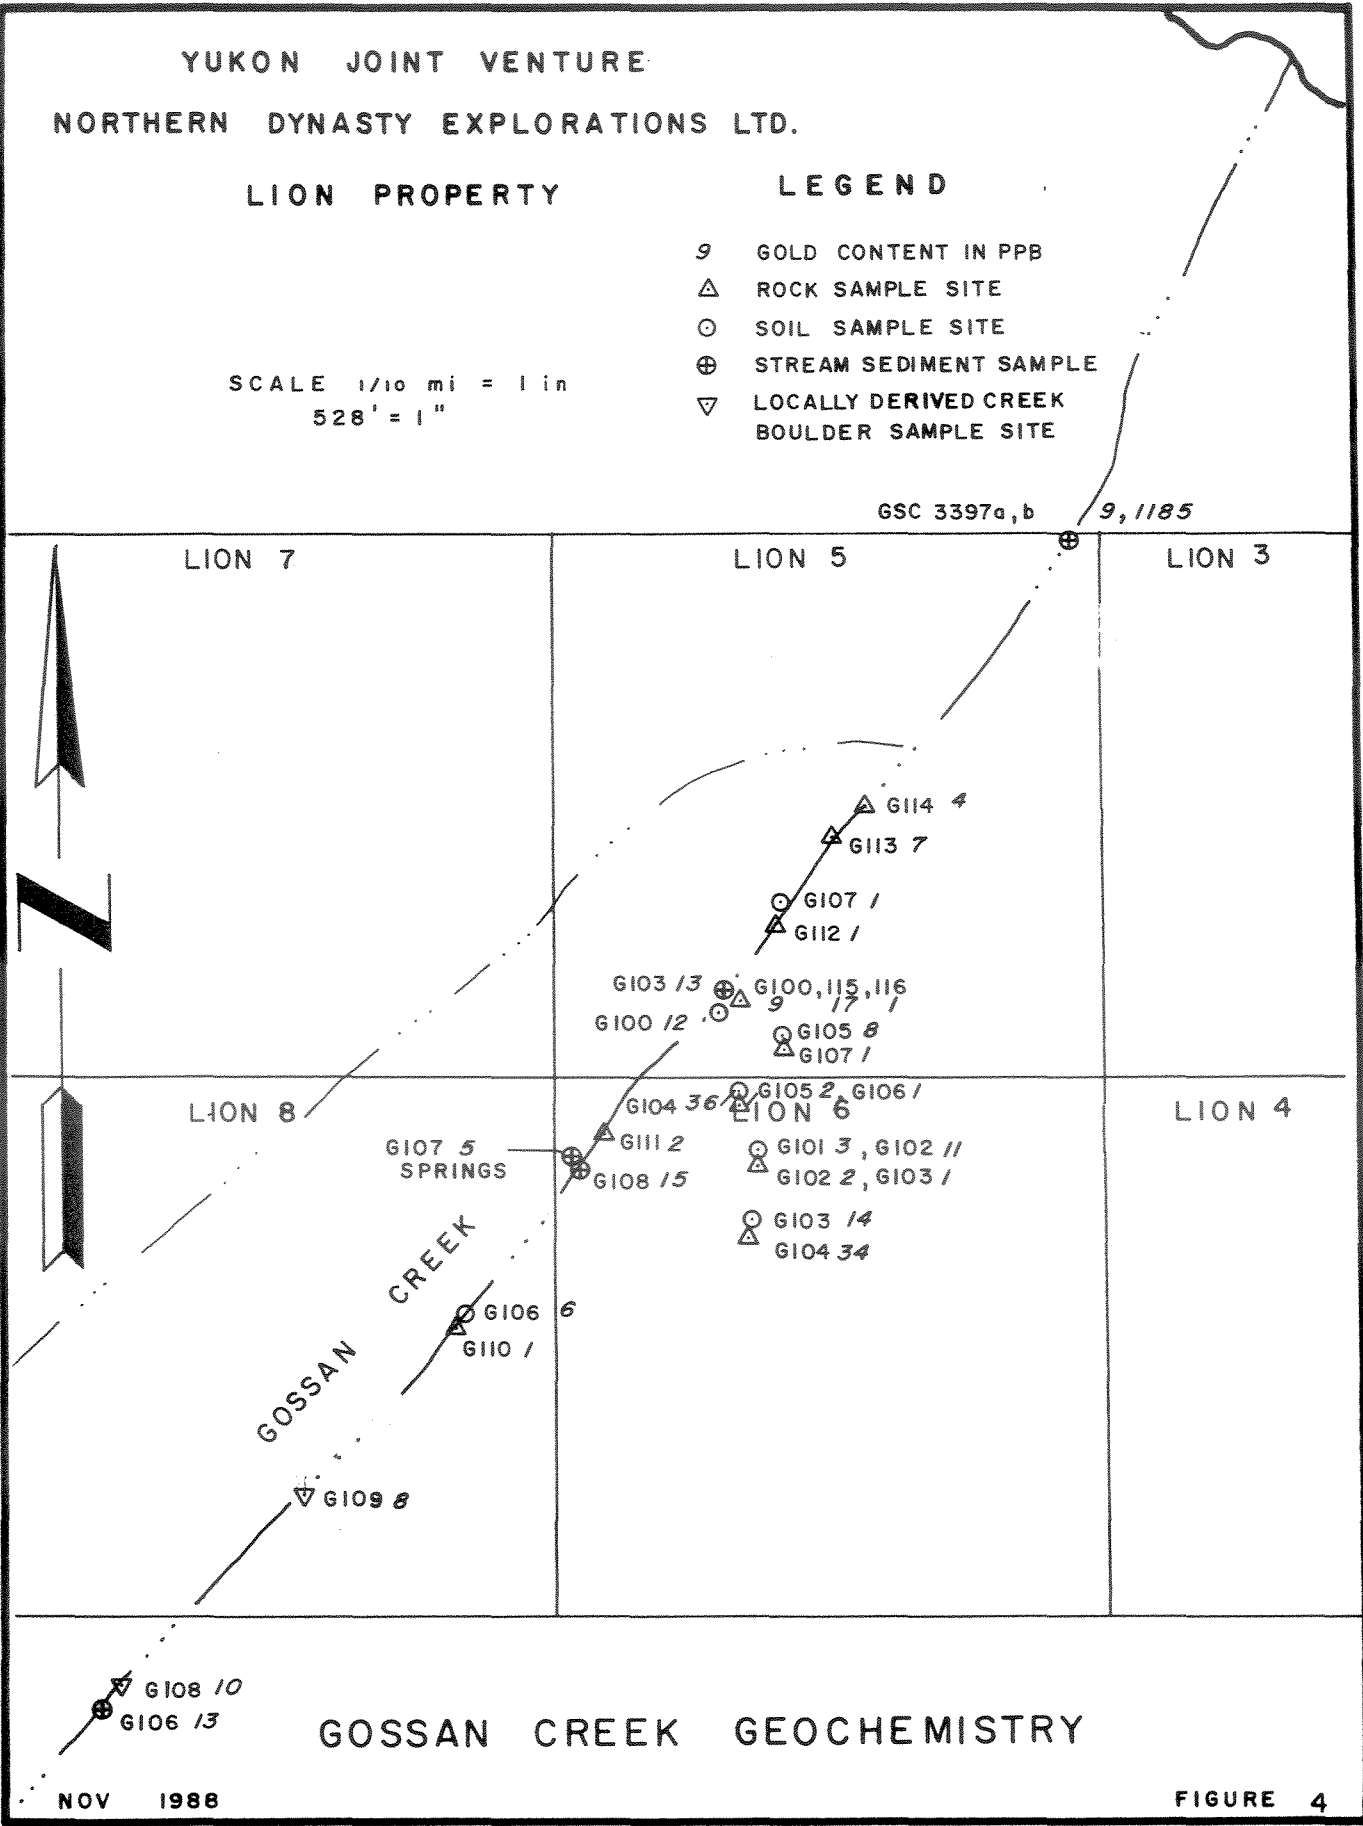 YUKON JOINT VENTURE
NORTHERN DYNASTY EXPLORATIONS LTD.
LION PROPERTY
LEGEND
9 GOLD CONTENT IN PPB
ROCK SAMPLE SITE
SOIL SAMPLE SITE
STREAM SEDIMENT SAMPLE
LOCALLY DERIVED CREEK
BOULDER SAMPLE SITE
SCALE 1/10 mi = 1 in
528' = 1"
GSC 3397a,b 9,1185
LION 7
LION 5
LION 3
G114 4
G113 7
G107 1
G112 1
N
G103 13
G100,115,116
9 17 1
G100 12
G105 8
G107 1
G105 2, G106 1
G104 36
LION 8
LION 6
LION 4
G111 2
G107 5
SPRINGS
G108 15
G101 3, G102 11
G102 2, G103 1
G103 14
G104 34
GOSSAN CREEK
G106 6
G110 1
G109 8
G108 10
G106 13
GOSSAN CREEK GEOCHEMISTRY
NOV 1988
FIGURE 4